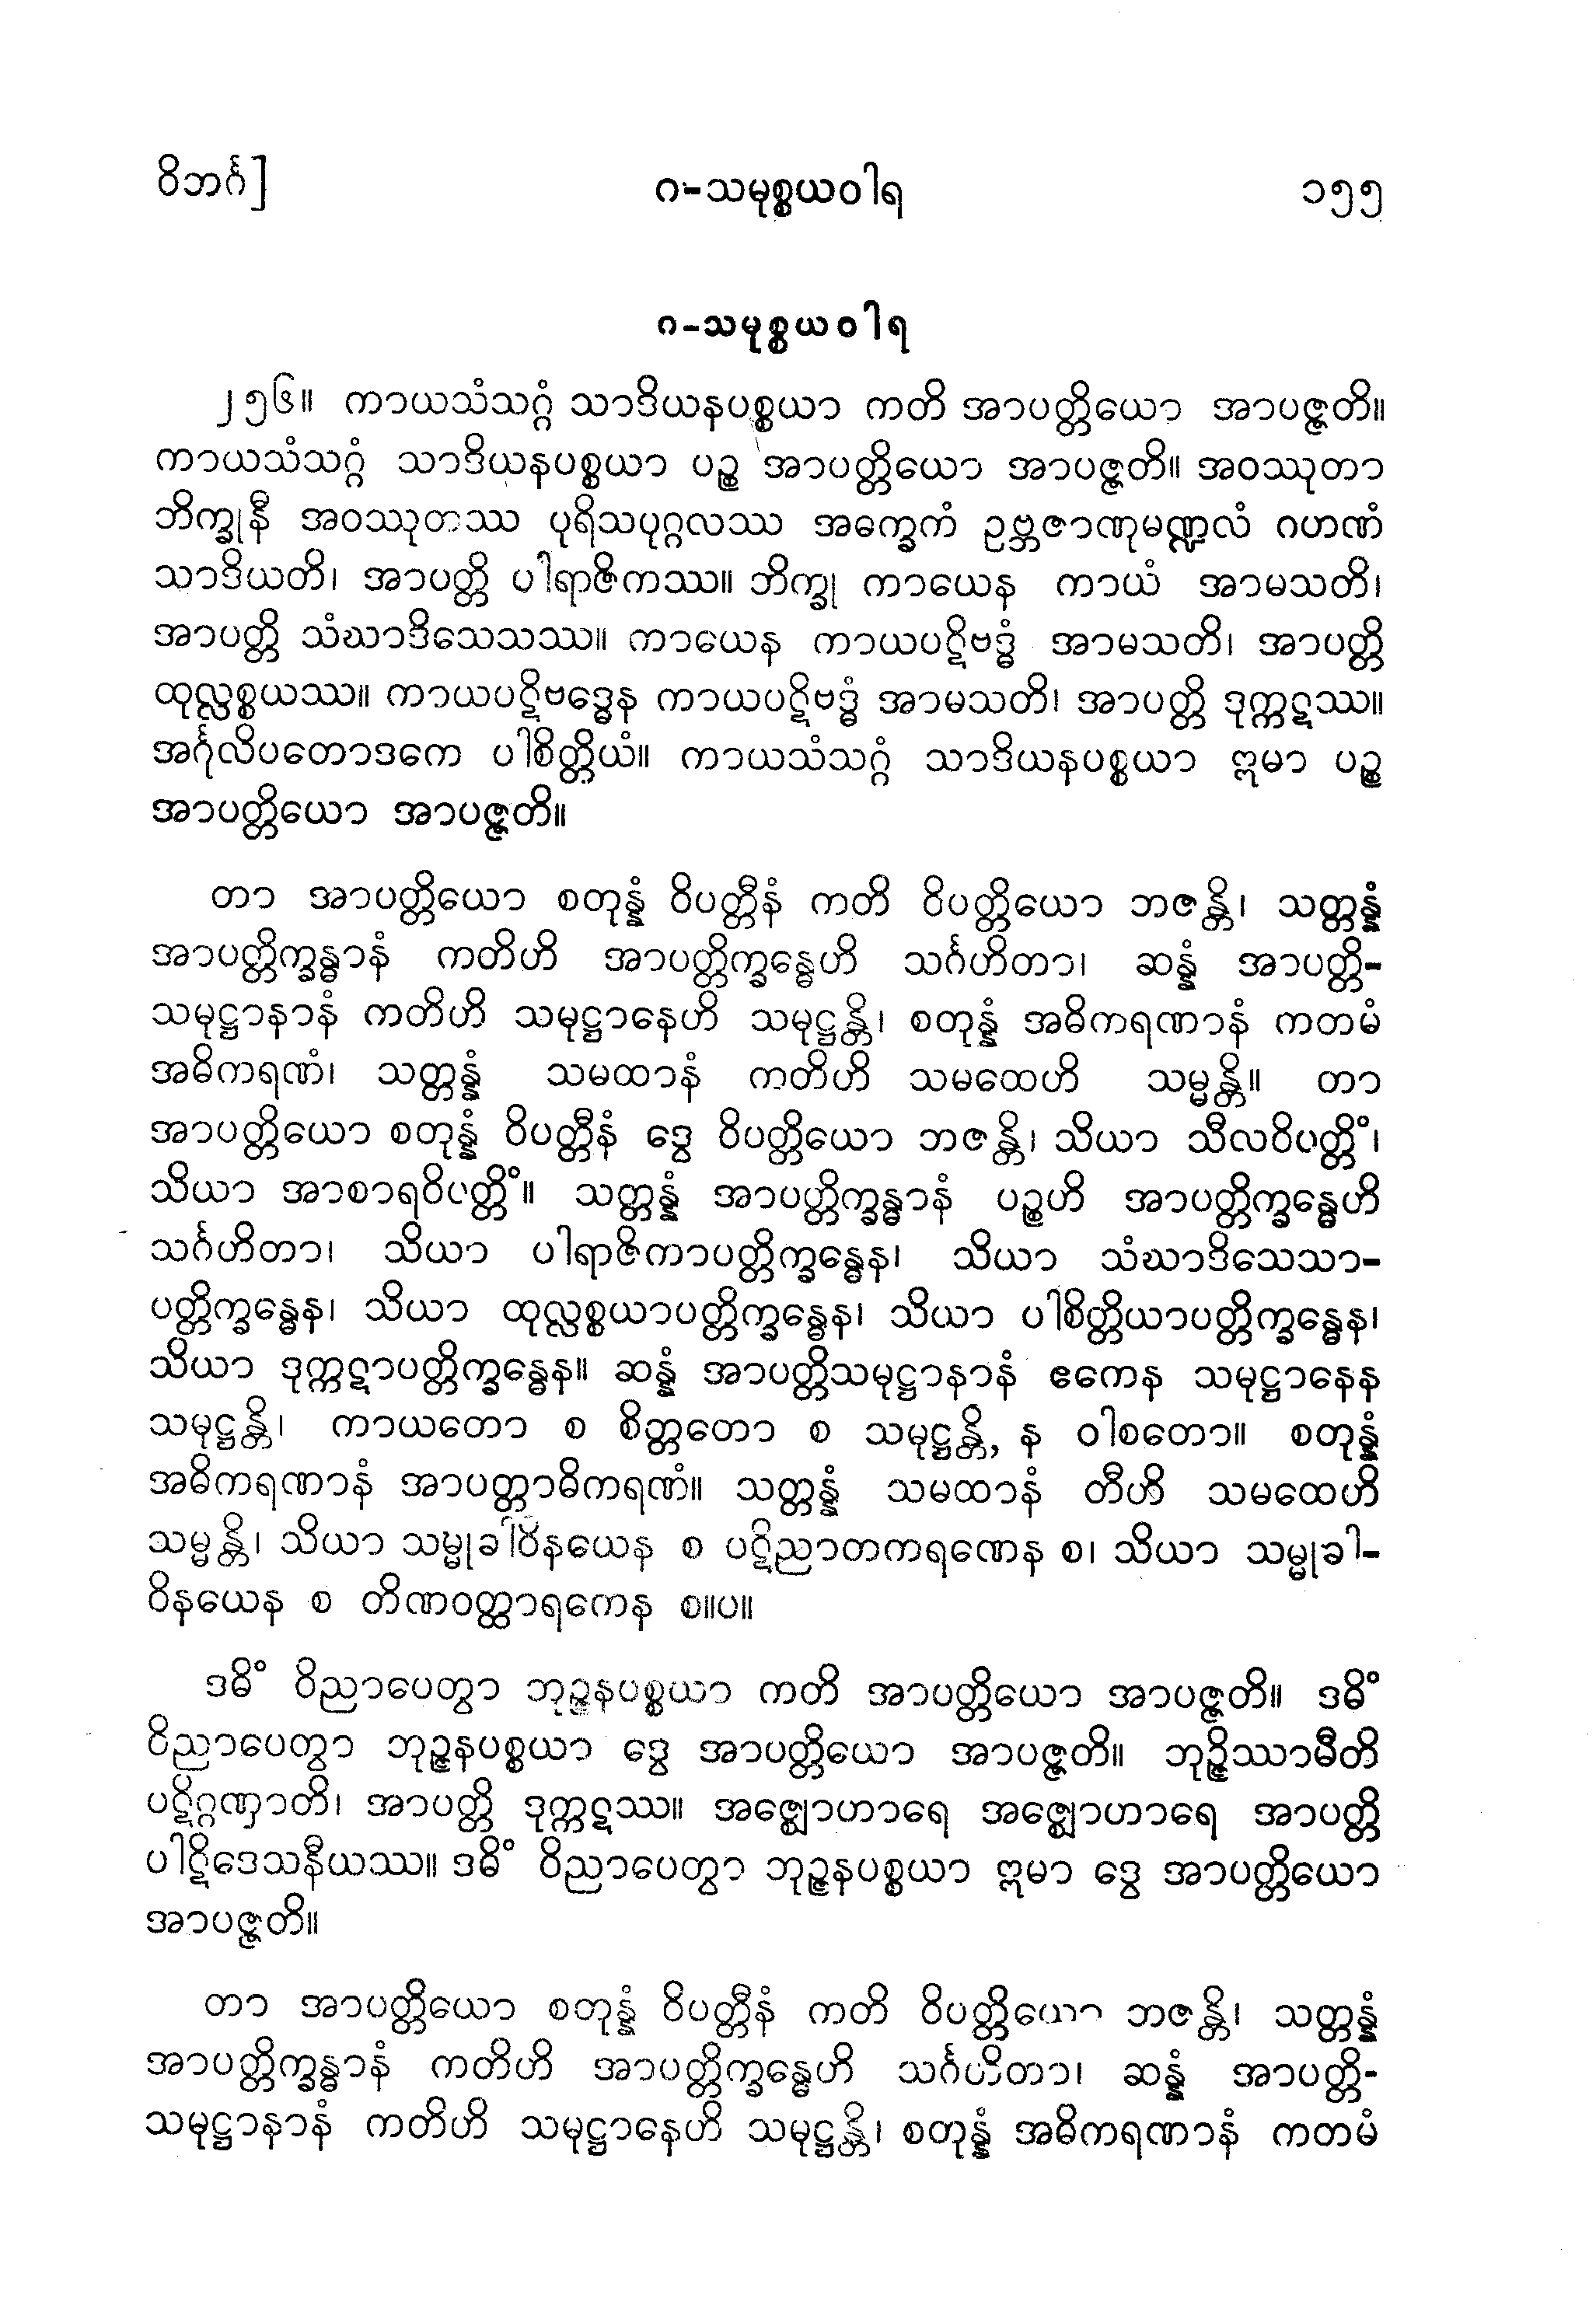 ဝိဘင်္ဂ]
ဂ-သမုစ္စယဝါရ
၁၅၅
ဂ-သမုစ္စယဝါရ
၂၅၆။ ကာယသံသဂ္ဂံ သာဒိယနပစ္စယာ ကတိ အာပတ္တိယော အာပဇ္ဇတိ။
ကာယသံသဂ္ဂံ သာဒိယနပစ္စယာ ပဉ္စ အာပတ္တိယော အာပဇ္ဇတိ။ အဝဿုတာ
ဘိက္ခုနီ အဝဿုတဿ ပုရိသပုဂ္ဂလဿ အဓက္ခကံ ဥဗ္ဘဇာဏုမဏ္ဍလံ ဂဟဏံ
သာဒိယတိ၊ အာပတ္တိ ပါရာဇိကဿ။ ဘိက္ခု ကာယေန ကာယံ အာမသတိ၊
အာပတ္တိ သံဃာဒိသေသဿ။ ကာယေန ကာယပဋိဗဒ္ဓံ အာမသတိ၊ အာပတ္တိ
ထုလ္လစ္စယဿ။ ကာယပဋိဗဒ္ဓေန ကာယပဋိဗဒ္ဓံ အာမသတိ၊ အာပတ္တိ ဒုက္ကဋဿ။
အင်္ဂုလိပတောဒကေ ပါစိတ္တိယံ။ ကာယသံသဂ္ဂံ သာဒိယနပစ္စယာ ဣမာ ပဉ္စ
အာပတ္တိယော အာပဇ္ဇတိ။
တာ အာပတ္တိယော စတုန္နံ ဝိပတ္တီနံ ကတိ ဝိပတ္တိယော ဘဇန္တိ၊ သတ္တန္နံ
အာပတ္တိက္ခန္ဓာနံ ကတိဟိ အာပတ္တိက္ခန္ဓေဟိ သင်္ဂဟိတာ၊ ဆန္နံ အာပတ္တိ-
သမုဋ္ဌာနာနံ ကတိဟိ သမုဋ္ဌာနေဟိ သမုဋ္ဌန္တိ၊ စတုန္နံ အဓိကရဏာနံ ကတမံ
အဓိကရဏံ၊ သတ္တန္နံ သမထာနံ ကတိဟိ သမထေဟိ သမ္မန္တိ။ တာ
အာပတ္တိယော စတုန္နံ ဝိပတ္တီနံ ဒွေ ဝိပတ္တိယော ဘဇန္တိ၊ သိယာ သီလဝိပတ္တိံ၊
သိယာ အာစာရဝိပတ္တိံ။ သတ္တန္နံ အာပတ္တိက္ခန္ဓာနံ ပဉ္စဟိ အာပတ္တိက္ခန္ဓေဟိ
သင်္ဂဟိတာ၊ သိယာ ပါရာဇိကာပတ္တိက္ခန္ဓေန၊ သိယာ သံဃာဒိသေသာ-
ပတ္တိက္ခန္ဓေန၊ သိယာ ထုလ္လစ္စယာပတ္တိက္ခန္ဓေန၊ သိယာ ပါစိတ္တိယာပတ္တိက္ခန္ဓေန၊
သိယာ ဒုက္ကဋာပတ္တိက္ခန္ဓေန။ ဆန္နံ အာပတ္တိသမုဋ္ဌာနာနံ ဧကေန သမုဋ္ဌာနေန
သမုဋ္ဌန္တိ၊ ကာယတော စ စိတ္တတော စ သမုဋ္ဌန္တိ, န ဝါစတော။ စတုန္နံ
အဓိကရဏာနံ အာပတ္တာဓိကရဏံ။ သတ္တန္နံ သမထာနံ တီဟိ သမထေဟိ
သမ္မန္တိ၊ သိယာ သမ္မုခါဝိနယေန စ ပဋိညာတကရဏေန စ၊ သိယာ သမ္မုခါ-
ဝိနယေန စ တိဏဝတ္ထာရကေန စ။ပ။
ဒဓိံ ဝိညာပေတွာ ဘုဉ္ဇနပစ္စယာ ကတိ အာပတ္တိယော အာပဇ္ဇတိ။ ဒဓိံ
ဝိညာပေတွာ ဘုဉ္ဇနပစ္စယာ ဒွေ အာပတ္တိယော အာပဇ္ဇတိ။ ဘုဉ္ဇိဿာမီတိ
ပဋိဂ္ဂဏှာတိ၊ အာပတ္တိ ဒုက္ကဋဿ။ အဇ္ဈောဟာရေ အဇ္ဈောဟာရေ အာပတ္တိ
ပါဋိဒေသနီယဿ။ ဒဓိံ ဝိညာပေတွာ ဘုဉ္ဇနပစ္စယာ ဣမာ ဒွေ အာပတ္တိယော
အာပဇ္ဇတိ။
တာ အာပတ္တိယော စတုန္နံ ဝိပတ္တီနံ ကတိ ဝိပတ္တိယော ဘဇန္တိ၊ သတ္တန္နံ
အာပတ္တိက္ခန္ဓာနံ ကတိဟိ အာပတ္တိက္ခန္ဓေဟိ သင်္ဂဟိတာ၊ ဆန္နံ အာပတ္တိ-
သမုဋ္ဌာနာနံ ကတိဟိ သမုဋ္ဌာနေဟိ သမုဋ္ဌန္တိ၊ စတုန္နံ အဓိကရဏာနံ ကတမံ